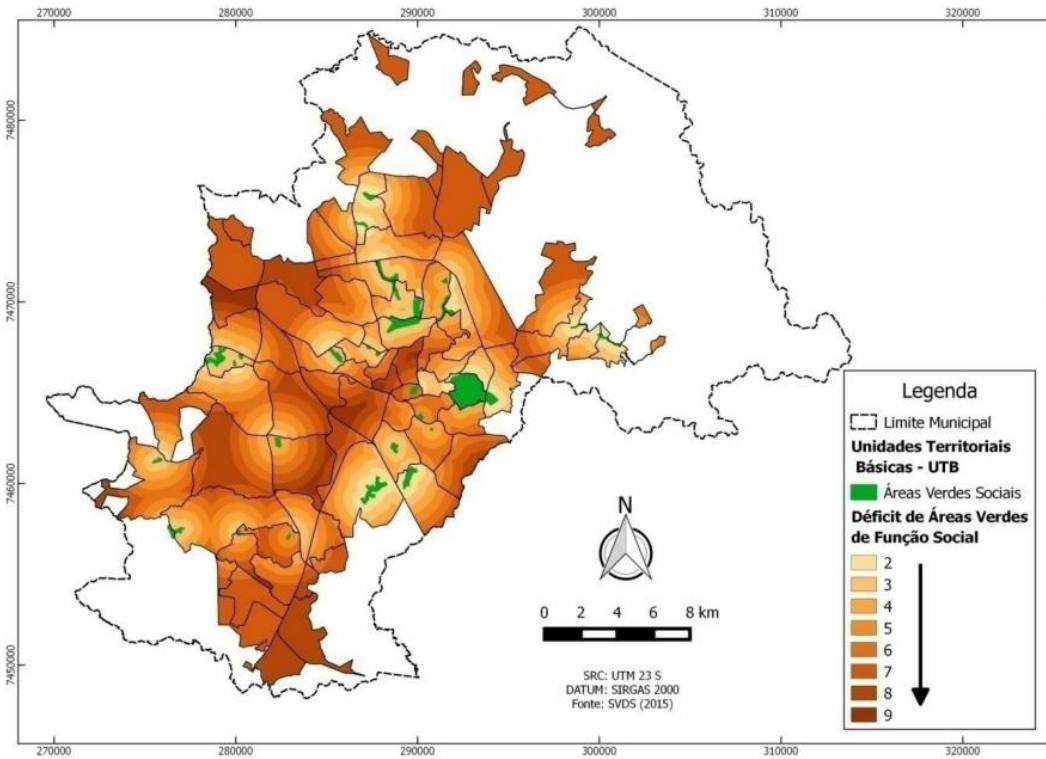 270000 280000 290000 300000 310000 320000
7480000
7470000
7460000
7450000
Legenda
Limite Municipal
Unidades Territoriais
Básicas - UTB
Áreas Verdes Sociais
Déficit de Áreas Verdes
de Função Social
2
3
4
5
6
7
8
9
N
0 2 4 6 8 km
SRC: UTM 23 S
DATUM: SIRGAS 2000
Fonte: SVDS (2015)
270000 280000 290000 300000 310000 320000